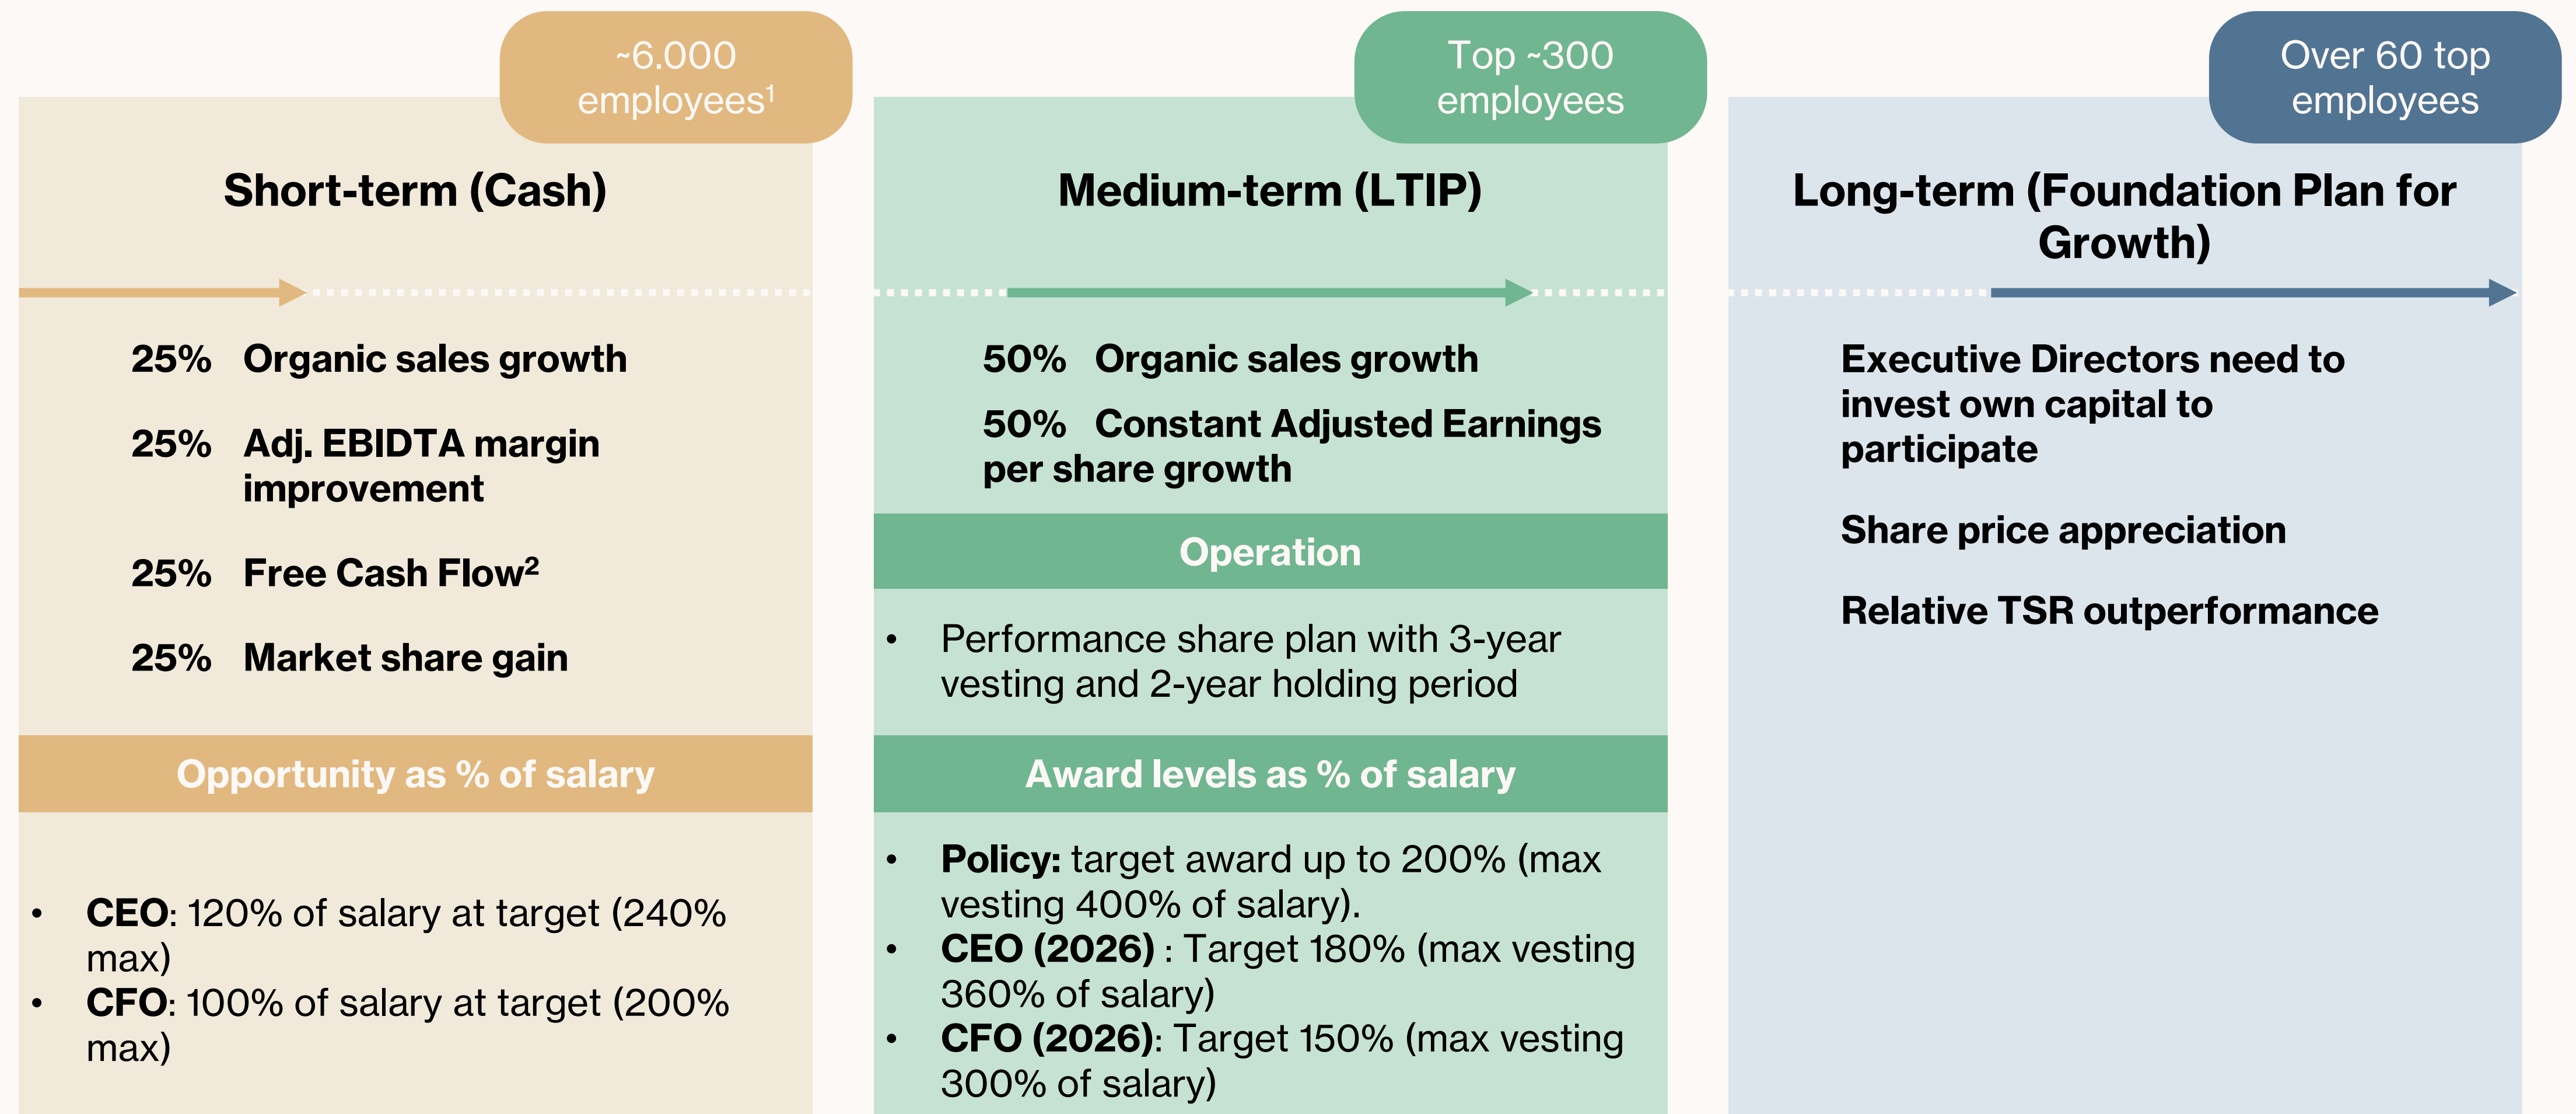 ~6.000
employees¹
Short-term (Cash)
25% Organic sales growth
25% Adj. EBIDTA margin
improvement
25% Free Cash Flow²
25% Market share gain
Opportunity as % of salary
• CEO: 120% of salary at target (240%
max)
• CFO: 100% of salary at target (200%
max)
Top ~300
employees
Medium-term (LTIP)
50% Organic sales growth
50% Constant Adjusted Earnings
per share growth
Operation
• Performance share plan with 3-year
vesting and 2-year holding period
Award levels as % of salary
• Policy: target award up to 200% (max
vesting 400% of salary).
• CEO (2026) : Target 180% (max vesting
360% of salary)
• CFO (2026): Target 150% (max vesting
300% of salary)
Over 60 top
employees
Long-term (Foundation Plan for
Growth)
Executive Directors need to
invest own capital to
participate
Share price appreciation
Relative TSR outperformance